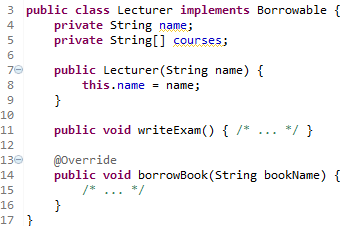 3 public class Lecturer implements Borrowable {
4     private String name;
5     private String[] courses;
6
7     public Lecturer(String name) {
8         this.name = name;
9     }
10
11     public void writeExam() { /* ... */ }
12
13     @Override
14     public void borrowBook(String bookName) {
15         /* ... */
16     }
17 }